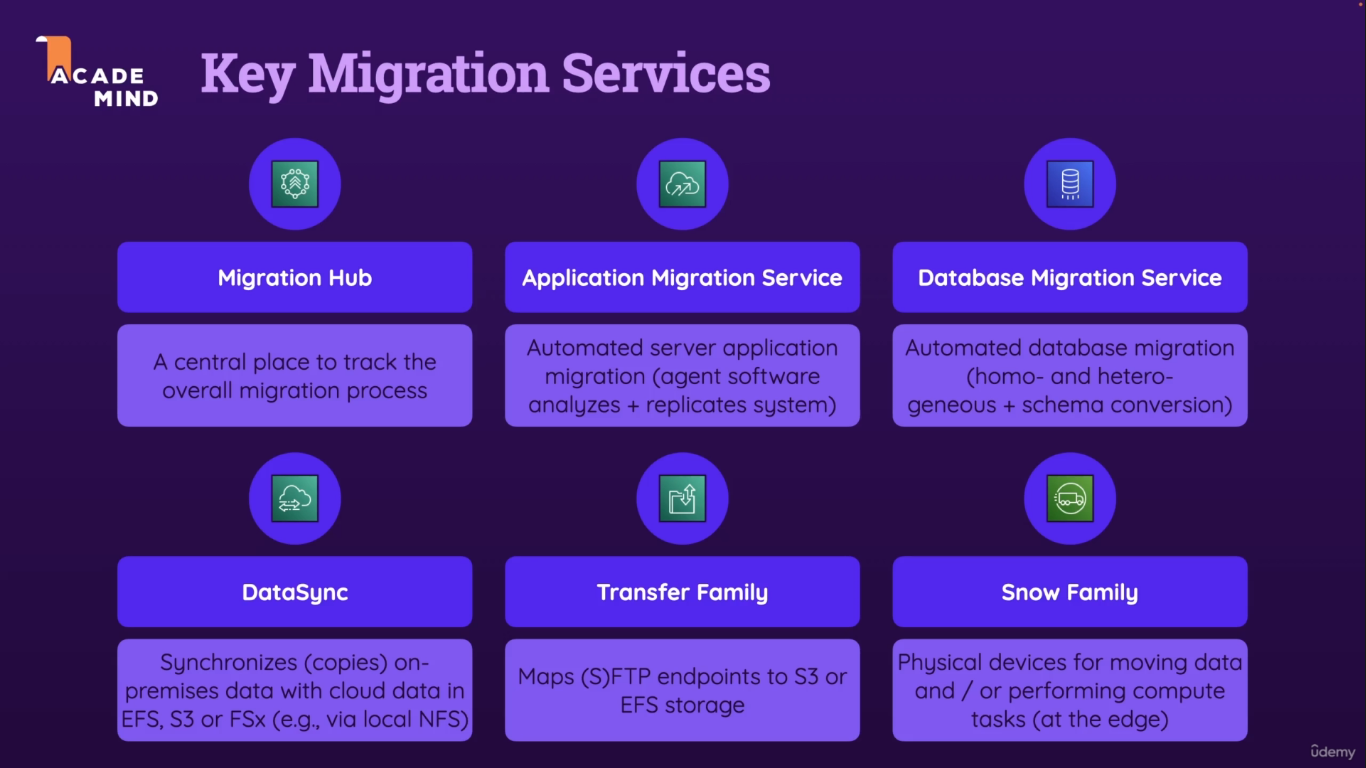 ACADE
MIND
Key Migration Services
Migration Hub
A central place to track the
overall migration process
Application Migration Service
Automated server application
migration (agent software
analyzes + replicates system)
Database Migration Service
Automated database migration
(homo- and hetero-
geneous + schema conversion)
DataSync
Synchronizes (copies) on-
premises data with cloud data in
EFS, S3 or FSx (e.g., via local NFS)
Transfer Family
Maps (S)FTP endpoints to S3 or
EFS storage
Snow Family
Physical devices for moving data
and / or performing compute
tasks (at the edge)
ûdemy